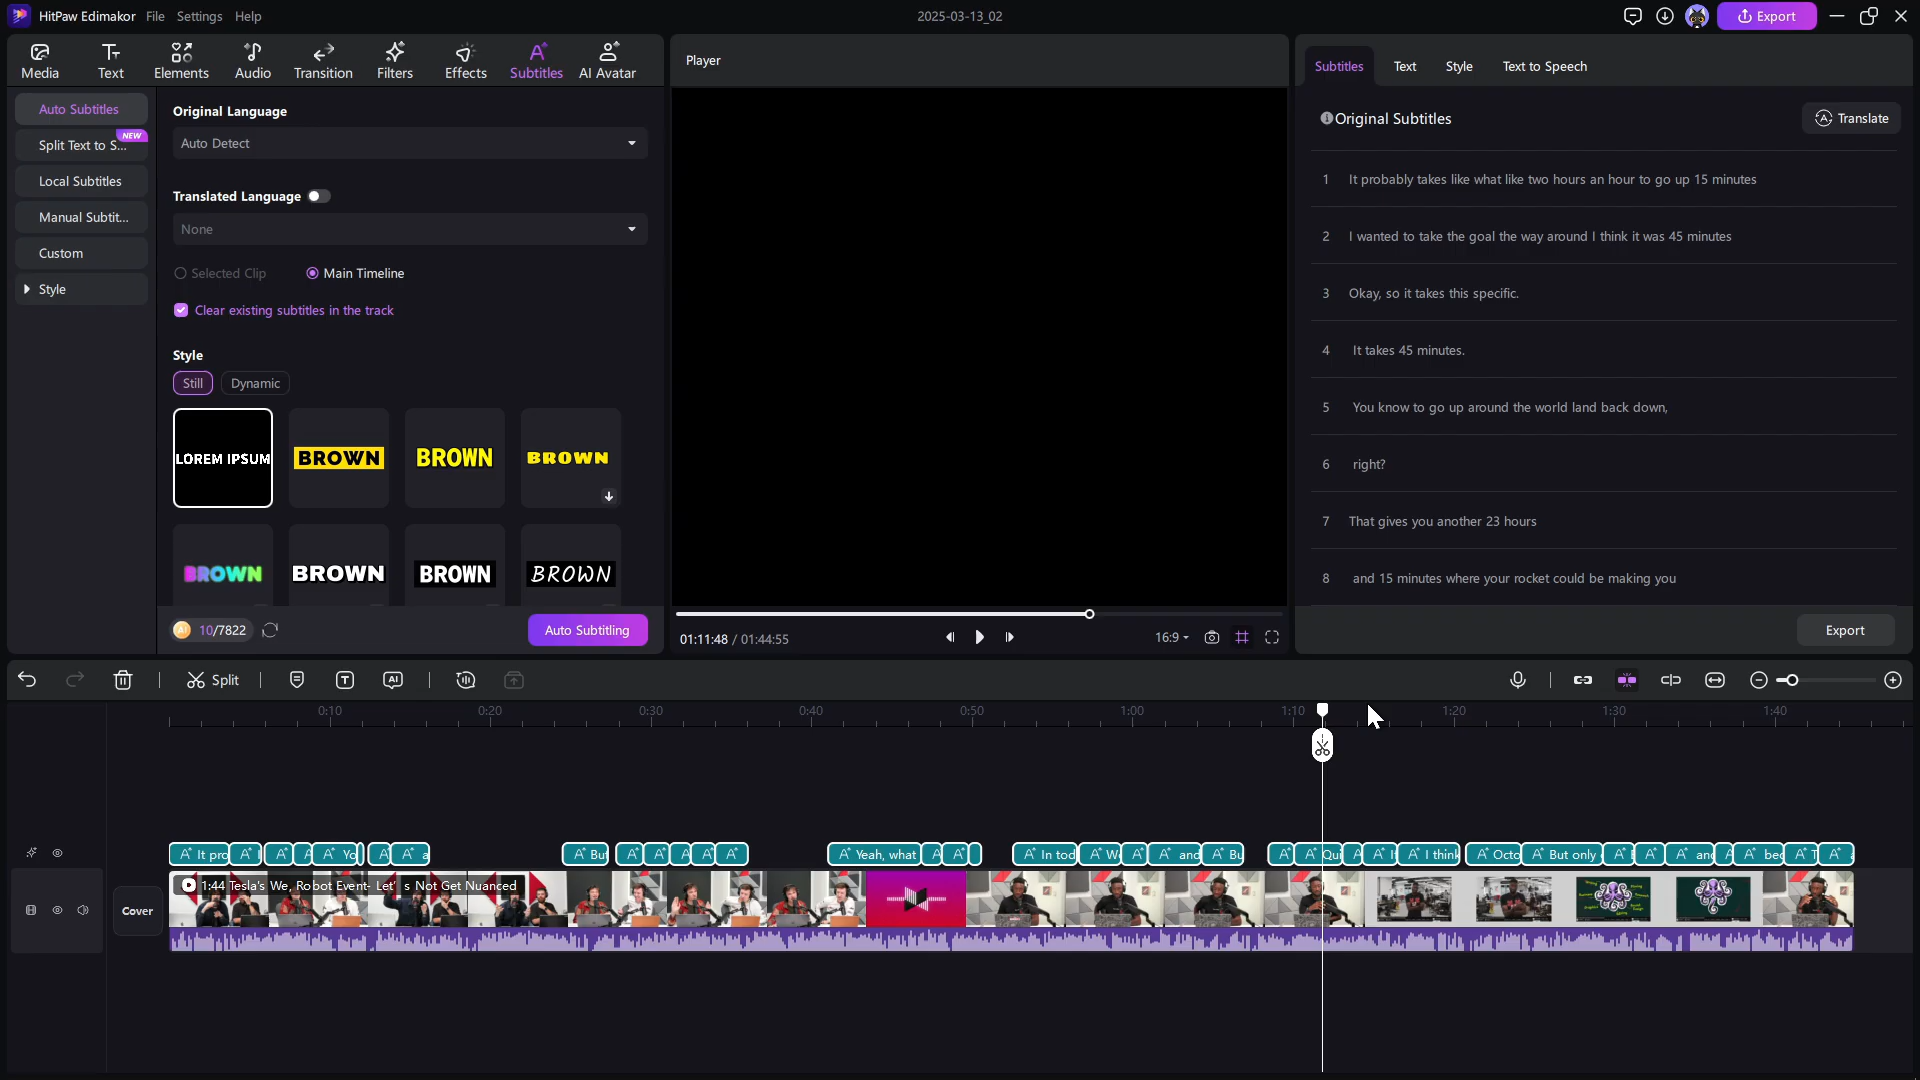 HitPaw Edimakor File Settings Help
2025-03-13_02
Export
Media Text Elements Audio Transition Filters Effects Subtitles AI Avatar
Player
Subtitles Text Style Text to Speech
Auto Subtitles
NEW
Split Text to S...
Local Subtitles
Manual Subtit...
Custom
Style
Original Language
Auto Detect
Translated Language
None
Selected Clip Main Timeline
Clear existing subtitles in the track
Style
Still Dynamic
LOREM IPSUM BROWN BROWN BROWN
BROWN BROWN BROWN BROWN
AI 10/7822
Auto Subtitling
01:11:48 / 01:44:55
16:9
Original Subtitles
Translate
1 It probably takes like what like two hours an hour to go up 15 minutes
2 I wanted to take the goal the way around I think it was 45 minutes
3 Okay, so it takes this specific.
4 It takes 45 minutes.
5 You know to go up around the world land back down,
6 right?
7 That gives you another 23 hours
8 and 15 minutes where your rocket could be making you
Export
Split
0:10 0:20 0:30 0:40 0:50 1:00 1:10 1:20 1:30 1:40
It pro Yo a But Yeah, what In tod W and Bu Qui I think Octo But only and bec T
Cover
1:44 Tesla's We, Robot Event- Let's Not Get Nuanced